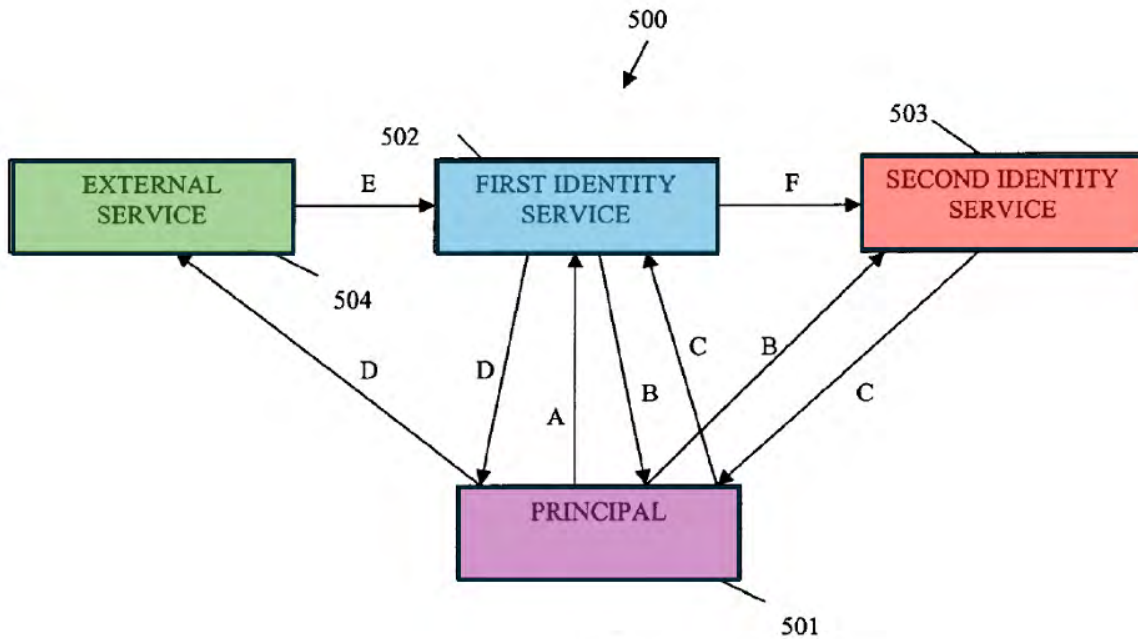 500
502
503
EXTERNAL
SERVICE
E
FIRST IDENTITY
SERVICE
F
SECOND IDENTITY
SERVICE
504
D
D
A
B
C
B
C
PRINCIPAL
501